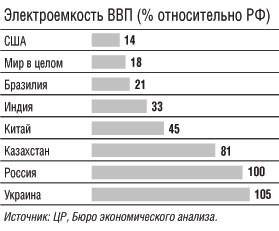 Электроемкость ВВП (% относительно РФ)
США 14
Мир в целом 18
Бразилия 21
Индия 33
Китай 45
Казахстан 81
Россия 100
Украина 105
Источник: ЦР, Бюро экономического анализа.